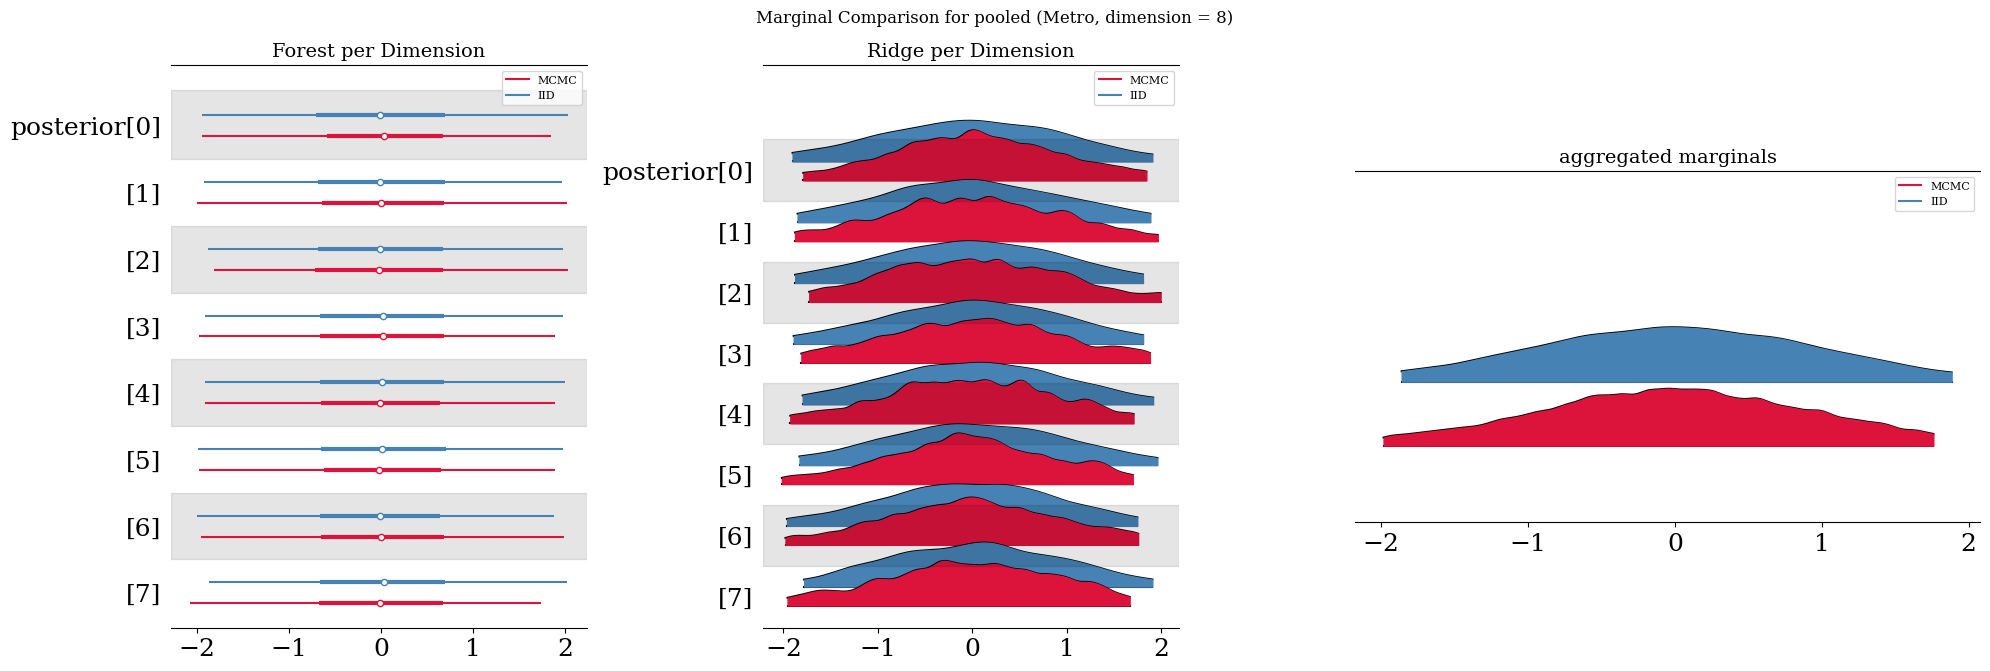 Marginal Comparison for pooled (Metro, dimension = 8)
Forest per Dimension
MCMC
IID
posterior[0]
[1]
[2]
[3]
[4]
[5]
[6]
[7]
−2 −1 0 1 2
Ridge per Dimension
MCMC
IID
posterior[0]
[1]
[2]
[3]
[4]
[5]
[6]
[7]
−2 −1 0 1 2
aggregated marginals
MCMC
IID
−2 −1 0 1 2